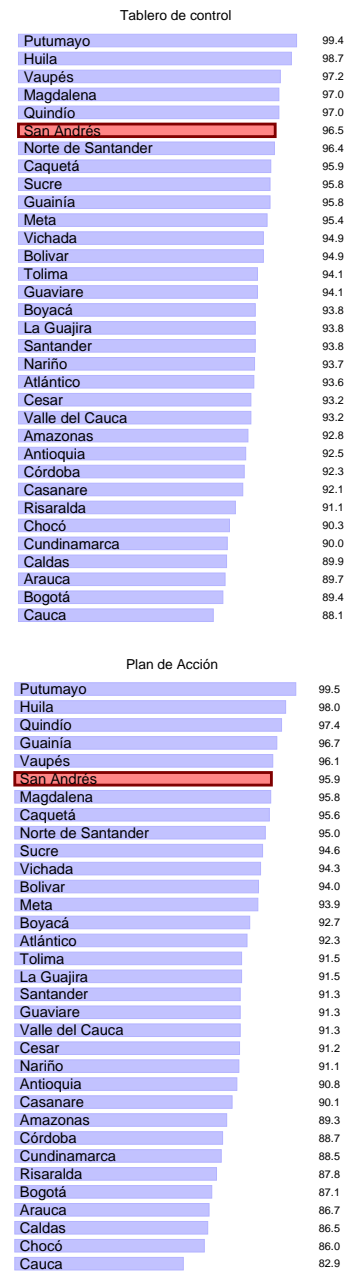 Tablero de control
Putumayo 99.4
Huila 98.7
Vaupés 97.2
Magdalena 97.0
Quindío 97.0
San Andrés 96.5
Norte de Santander 96.4
Caquetá 95.9
Sucre 95.8
Guainía 95.8
Meta 95.4
Vichada 94.9
Bolivar 94.9
Tolima 94.1
Guaviare 94.1
Boyacá 93.8
La Guajira 93.8
Santander 93.8
Nariño 93.7
Atlántico 93.6
Cesar 93.2
Valle del Cauca 93.2
Amazonas 92.8
Antioquia 92.5
Córdoba 92.3
Casanare 92.1
Risaralda 91.1
Chocó 90.3
Cundinamarca 90.0
Caldas 89.9
Arauca 89.7
Bogotá 89.4
Cauca 88.1
Plan de Acción
Putumayo 99.5
Huila 98.0
Quindío 97.4
Guainía 96.7
Vaupés 96.1
San Andrés 95.9
Magdalena 95.8
Caquetá 95.6
Norte de Santander 95.0
Sucre 94.6
Vichada 94.3
Bolivar 94.0
Meta 93.9
Boyacá 92.7
Atlántico 92.3
Tolima 91.5
La Guajira 91.5
Santander 91.3
Guaviare 91.3
Valle del Cauca 91.3
Cesar 91.2
Nariño 91.1
Antioquia 90.8
Casanare 90.1
Amazonas 89.3
Córdoba 88.7
Cundinamarca 88.5
Risaralda 87.8
Bogotá 87.1
Arauca 86.7
Caldas 86.5
Chocó 86.0
Cauca 82.9